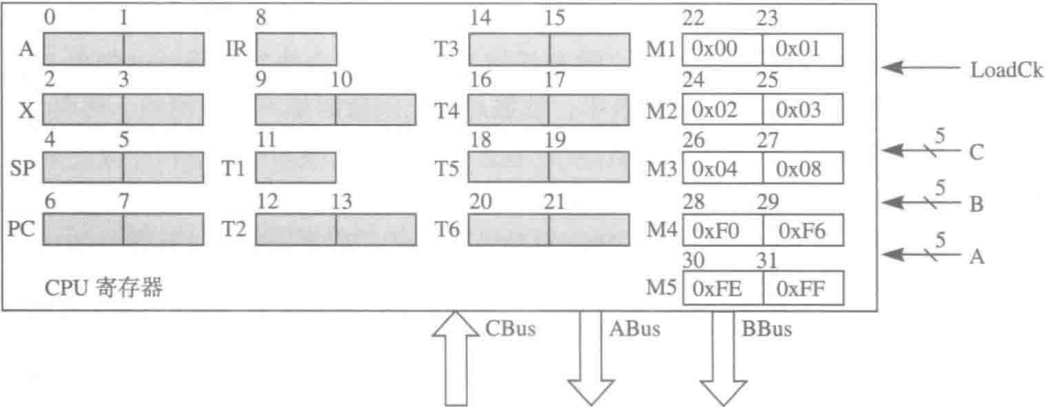 0 1 8 14 15 22 23
A IR T3 M1 0x00 0x01
LoadCk
2 3 9 10 16 17 24 25
X T4 M2 0x02 0x03
4 5 11 18 19 26 27
5
SP T1 T5 M3 0x04 0x08
C
6 7 12 13 20 21 28 29
5
B
PC T2 T6 M4 0xF0 0xF6
5
A
30 31
CPU 寄存器 M5 0xFE 0xFF
CBus ABus BBus